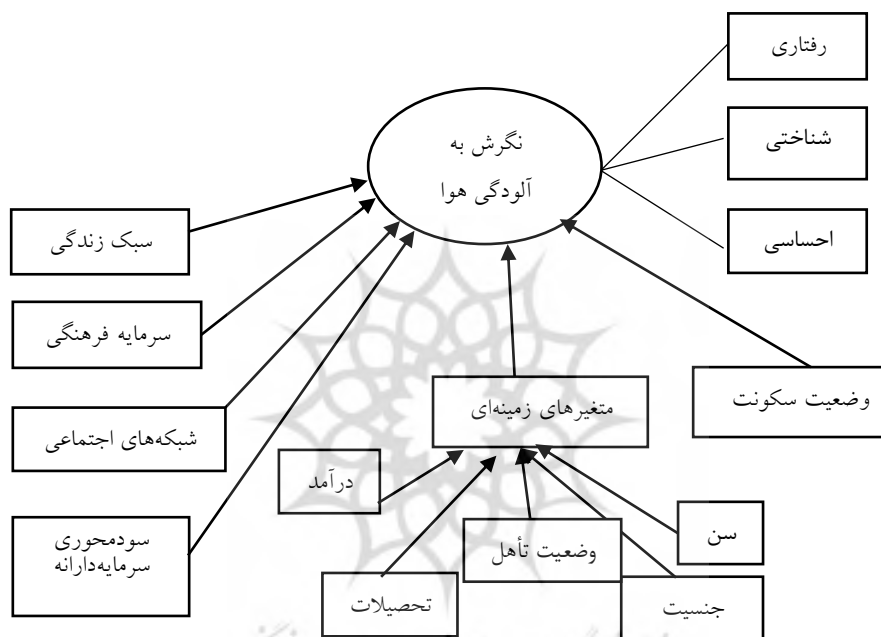 رفتاری
نگرش به
آلودگی هوا
شناختی
احساسی
سبک زندگی
سرمایه فرهنگی
وضعیت سکونت
متغیرهای زمینه‌ای
شبکه‌های اجتماعی
درآمد
سن
وضعیت تأهل
سودمحوری
سرمایه‌دارانه
تحصیلات
جنسیت